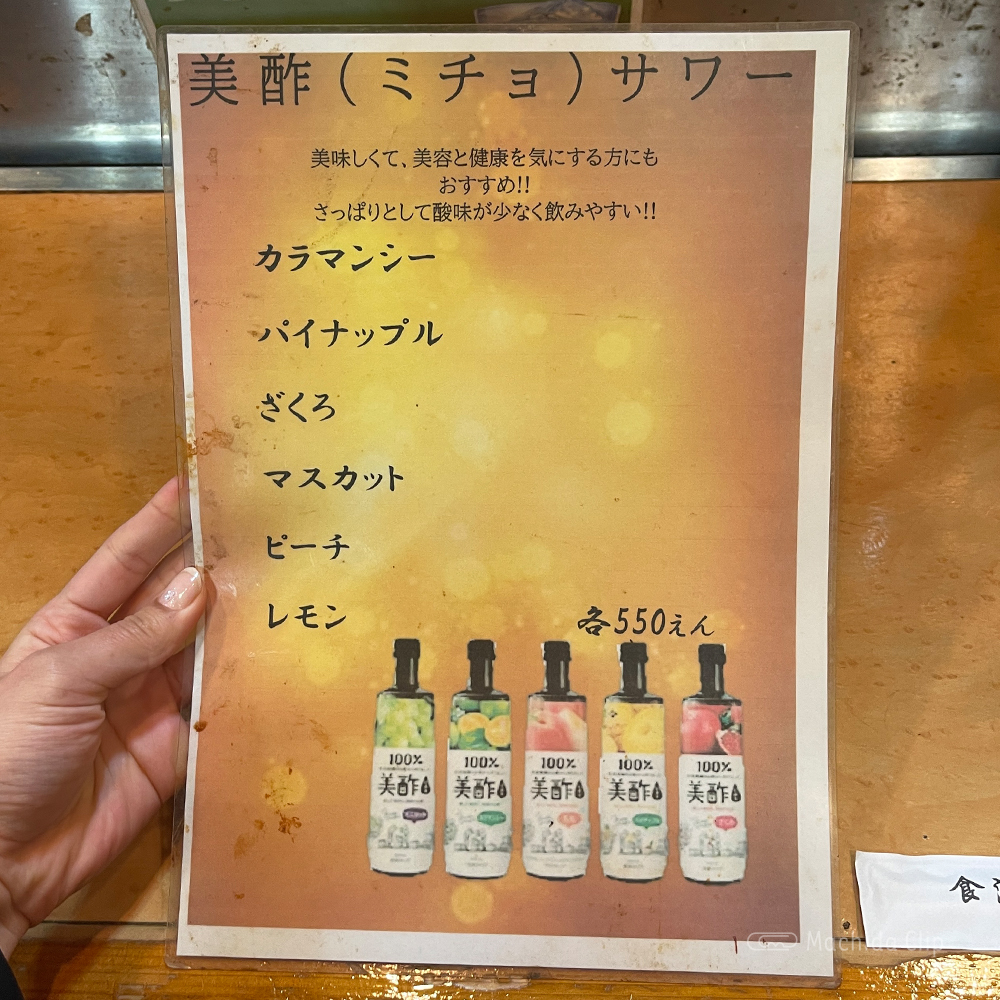 美酢(ミチョ)サワー
美味しくて、美容と健康を気にする方にも
おすすめ!!
さっぱりとして酸味が少なく飲みやすい!!
カラマンシー
パイナップル
ざくろ
マスカット
ピーチ
レモン
各550えん
100% 美酢
100% 美酢
100% 美酢
100% 美酢
100% 美酢
食
Machida Clip